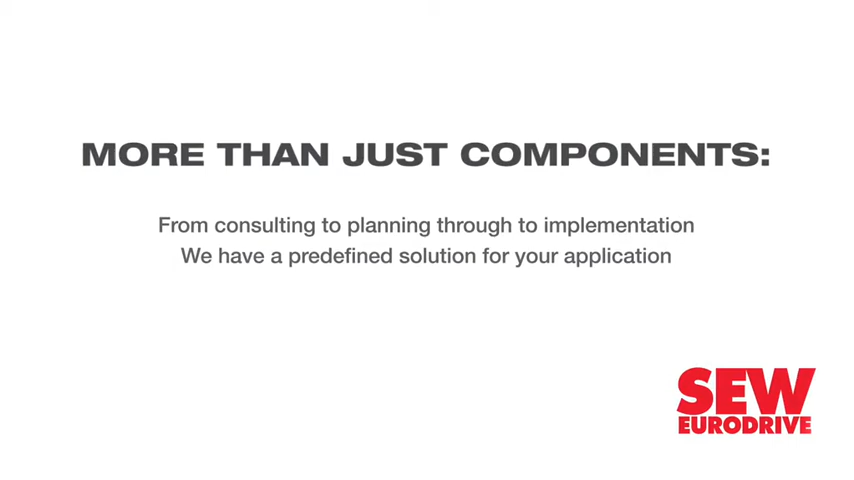 MORE THAN JUST COMPONENTS:
From consulting to planning through to implementation
We have a predefined solution for your application
SEW
EURODRIVE